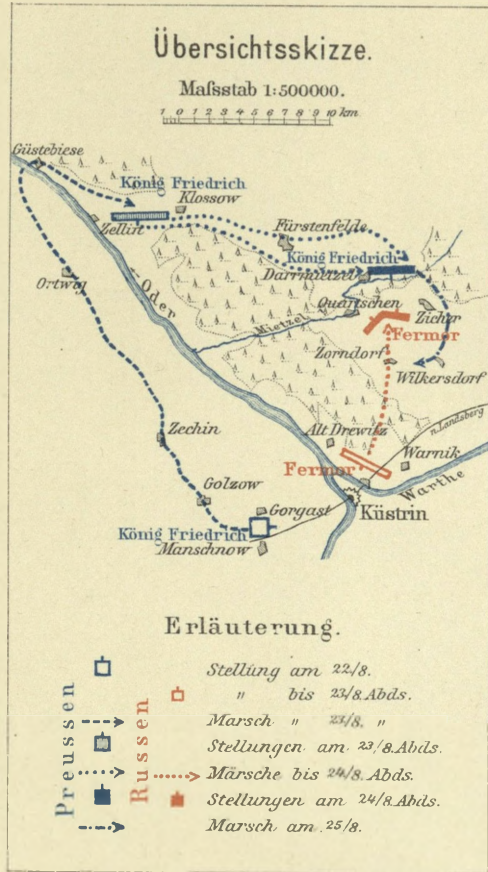 Übersichtsskizze.
Maſsstab 1:500000.
1 0 1 2 3 4 5 6 7 8 9 10 km
Güstebiese
König Friedrich
Klossow
Zellin
Fürstenfelde
König Friedrich
Darrmietzel
Ortwig
Oder
Quartschen
Zicher
Mietzel
Fermor
Zorndorf
Wilkersdorf
n. Landsberg
Zechin
Alt Drewitz
Warnik
Fermor
Warthe
Golzow
Gorgast
Küstrin
König Friedrich
Manschnow
Erläuterung.
Preussen
Russen
Stellung am 22/8.
" bis 23/8. Abds.
Marsch " 23/8. "
Stellungen am 23/8. Abds.
Märsche bis 24/8. Abds.
Stellungen am 24/8. Abds.
Marsch am 25/8.